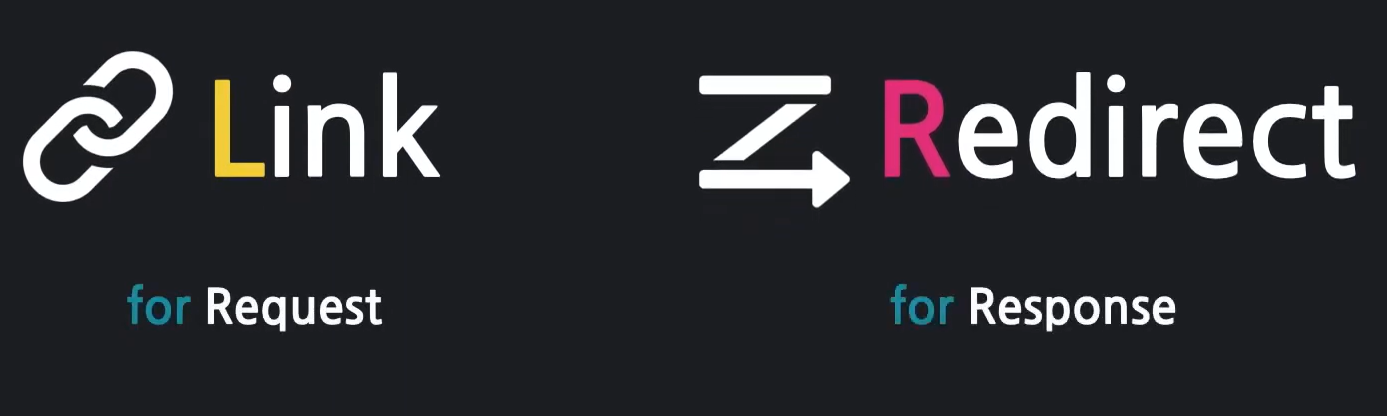 Link
Redirect
for Request
for Response